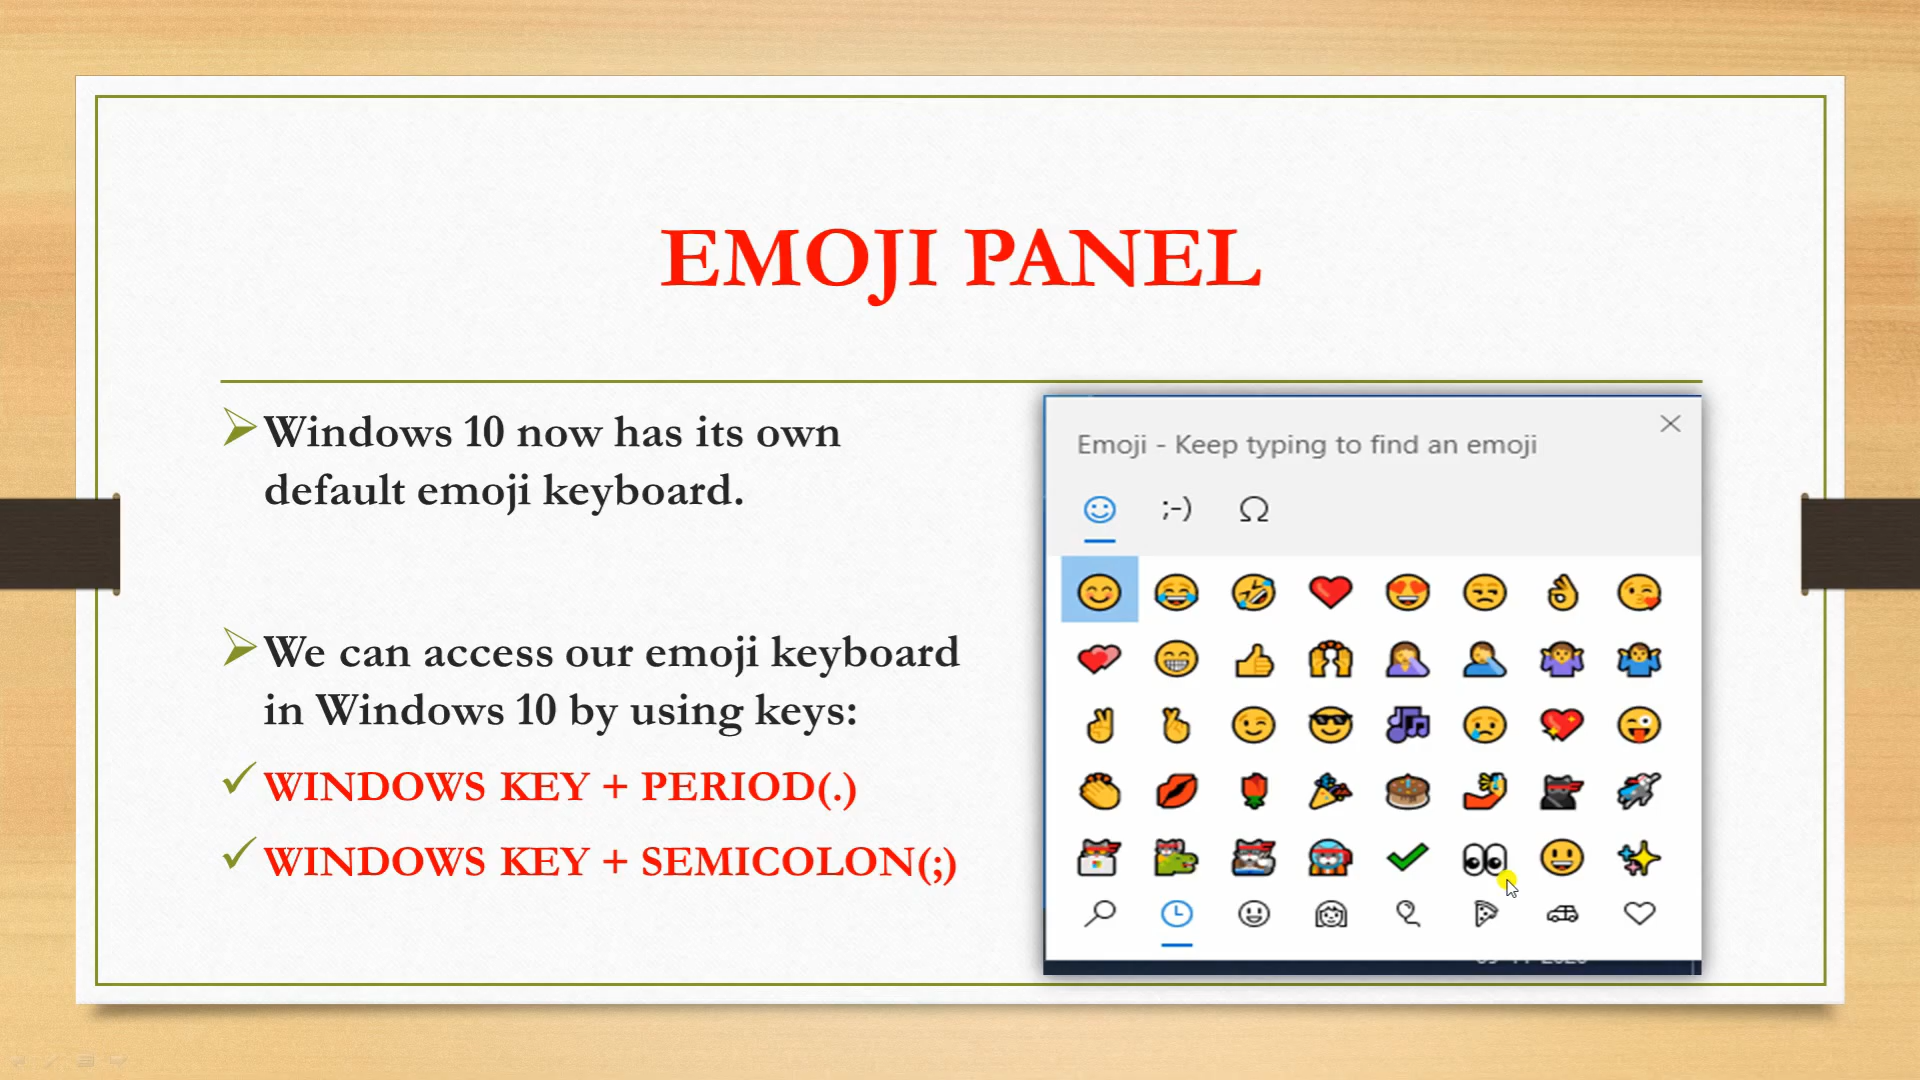 EMOJI PANEL
Windows 10 now has its own
default emoji keyboard.
We can access our emoji keyboard
in Windows 10 by using keys:
WINDOWS KEY + PERIOD(.)
WINDOWS KEY + SEMICOLON(;)
Emoji - Keep typing to find an emoji
;-) Ω